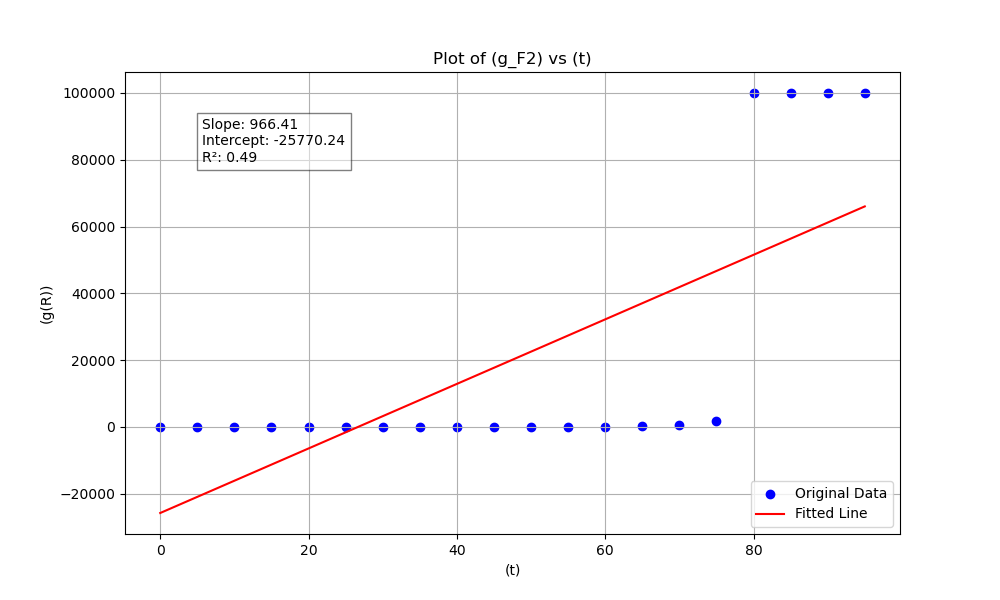 Plot of (g_F2) vs (t)
100000
80000
60000
40000
20000
0
−20000
(g(R))
Slope: 966.41
Intercept: -25770.24
R²: 0.49
Original Data
Fitted Line
0 20 40 60 80
(t)